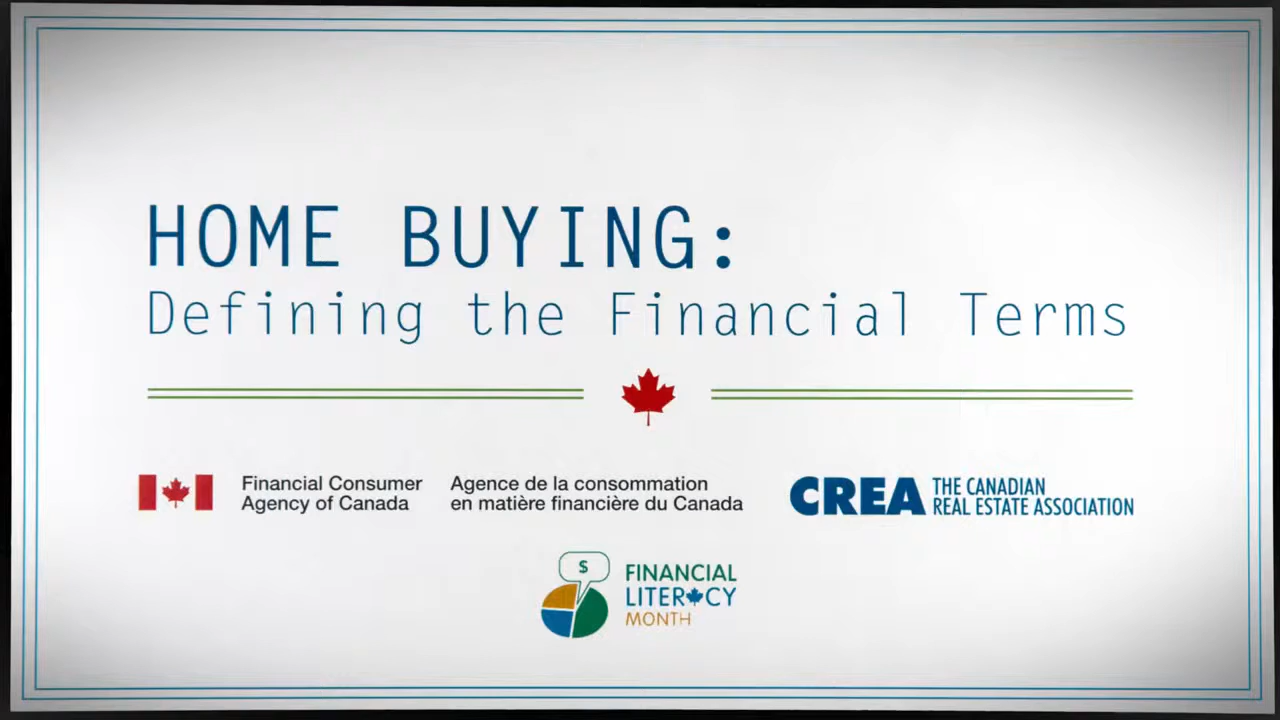 HOME BUYING:
Defining the Financial Terms
Financial Consumer
Agency of Canada
Agence de la consommation
en matière financière du Canada
CREA THE CANADIAN
REAL ESTATE ASSOCIATION
$
FINANCIAL
LITERACY
MONTH